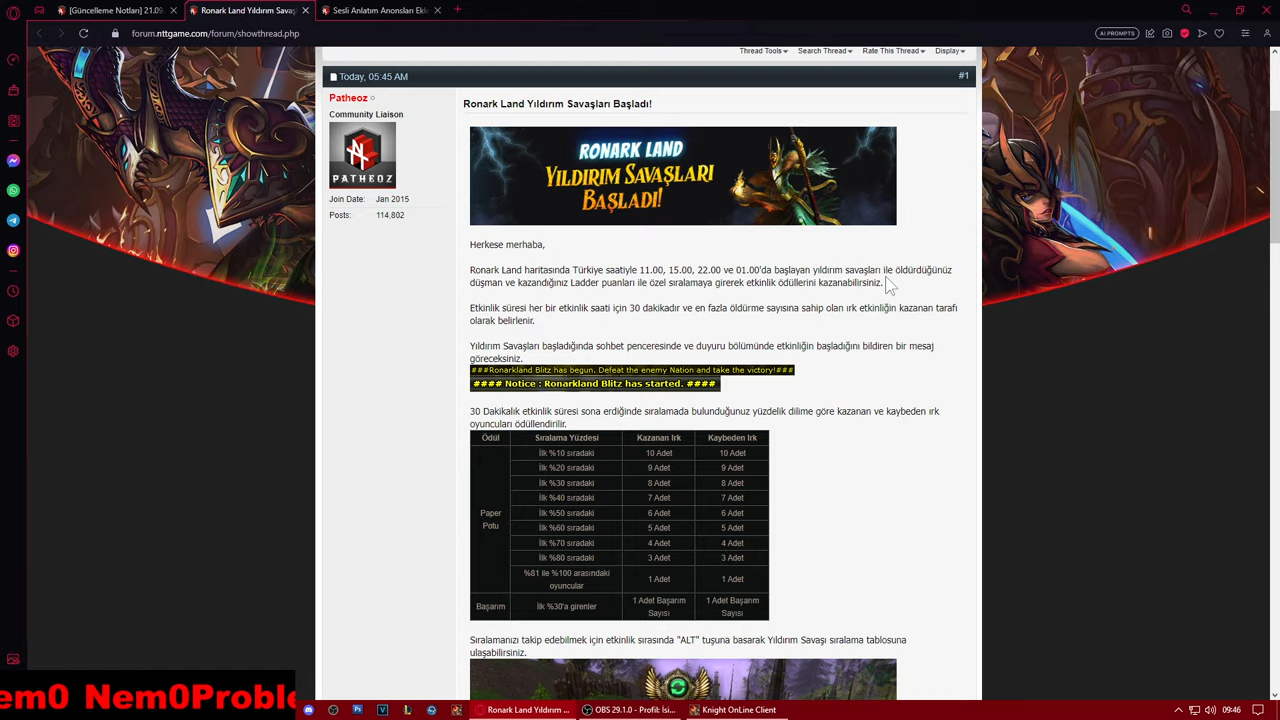 [Güncelleme Notları] 21.09
Ronark Land Yıldırım Savaş
Sesli Anlatım Anonsları Ekl
forum.nttgame.com/forum/showthread.php
AI PROMPTS
Thread Tools
Search Thread
Rate This Thread
Display
Today, 05:45 AM
#1
Patheoz
Community Liaison
PATHEOZ
Join Date: Jan 2015
Posts: 114,802
Ronark Land Yıldırım Savaşları Başladı!
RONARK LAND
YILDIRIM SAVAŞLARI
BAŞLADI!
Herkese merhaba,
Ronark Land haritasında Türkiye saatiyle 11.00, 15.00, 22.00 ve 01.00'da başlayan yıldırım savaşları ile öldürdüğünüz
düşman ve kazandığınız Ladder puanları ile özel sıralamaya girerek etkinlik ödüllerini kazanabilirsiniz.
Etkinlik süresi her bir etkinlik saati için 30 dakikadır ve en fazla öldürme sayısına sahip olan ırk etkinliğin kazanan tarafı
olarak belirlenir.
Yıldırım Savaşları başladığında sohbet penceresinde ve duyuru bölümünde etkinliğin başladığını bildiren bir mesaj
göreceksiniz.
###Ronarkland Blitz has begun. Defeat the enemy Nation and take the victory!###
#### Notice : Ronarkland Blitz has started. ####
30 Dakikalık etkinlik süresi sona erdiğinde sıralamada bulunduğunuz yüzdelik dilime göre kazanan ve kaybeden ırk
oyuncuları ödüllendirilir.
Ödül Sıralama Yüzdesi Kazanan Irk Kaybeden Irk
İlk %10 sıradaki 10 Adet 10 Adet
İlk %20 sıradaki 9 Adet 9 Adet
İlk %30 sıradaki 8 Adet 8 Adet
İlk %40 sıradaki 7 Adet 7 Adet
Paper Potu
İlk %50 sıradaki 6 Adet 6 Adet
İlk %60 sıradaki 5 Adet 5 Adet
İlk %70 sıradaki 4 Adet 4 Adet
İlk %80 sıradaki 3 Adet 3 Adet
%81 ile %100 arasındaki oyuncular 1 Adet 1 Adet
Başarım İlk %30'a girenler 1 Adet Başarım Sayısı 1 Adet Başarım Sayısı
Sıralamanızı takip edebilmek için etkinlik sırasında "ALT" tuşuna basarak Yıldırım Savaşı sıralama tablosuna
ulaşabilirsiniz.
em0 Nem0Proble
Ronark Land Yıldırım ...
OBS 29.1.0 - Profil: İsi...
Knight OnLine Client
09:46